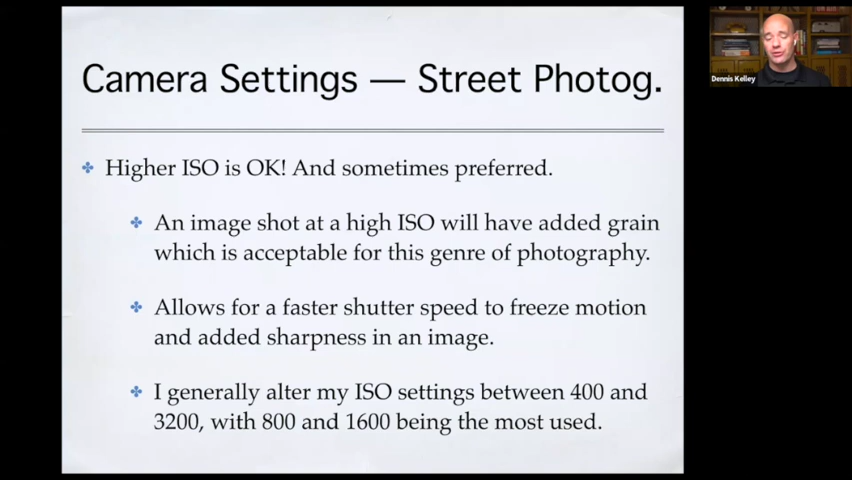 Camera Settings — Street Photog.
Higher ISO is OK! And sometimes preferred.
An image shot at a high ISO will have added grain
which is acceptable for this genre of photography.
Allows for a faster shutter speed to freeze motion
and added sharpness in an image.
I generally alter my ISO settings between 400 and
3200, with 800 and 1600 being the most used.
Dennis Kelley